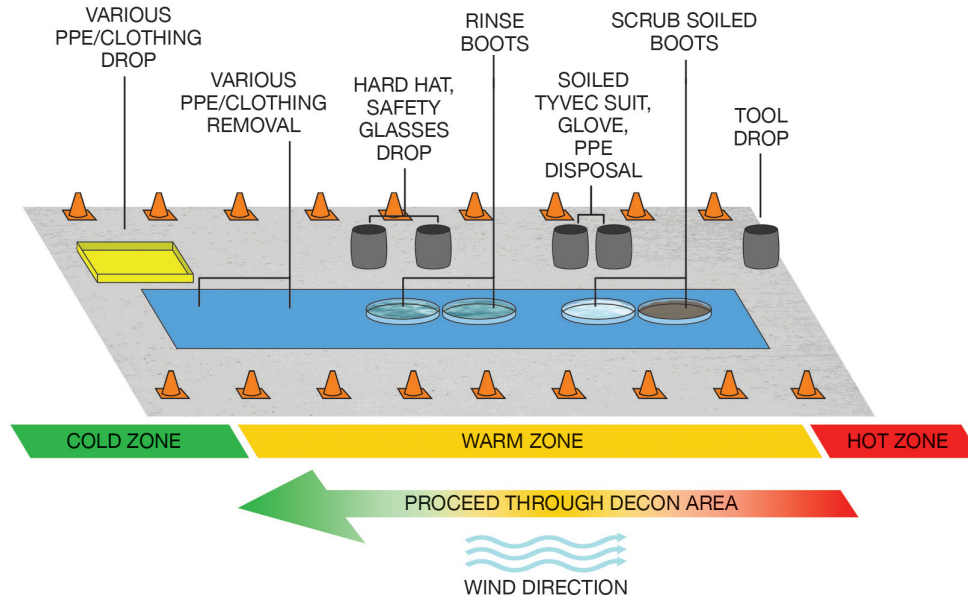 VARIOUS
PPE/CLOTHING
DROP
VARIOUS
PPE/CLOTHING
REMOVAL
HARD HAT,
SAFETY
GLASSES
DROP
RINSE
BOOTS
SOILED
TYVEC SUIT,
GLOVE,
PPE
DISPOSAL
SCRUB SOILED
BOOTS
TOOL
DROP
COLD ZONE
WARM ZONE
HOT ZONE
PROCEED THROUGH DECON AREA
WIND DIRECTION